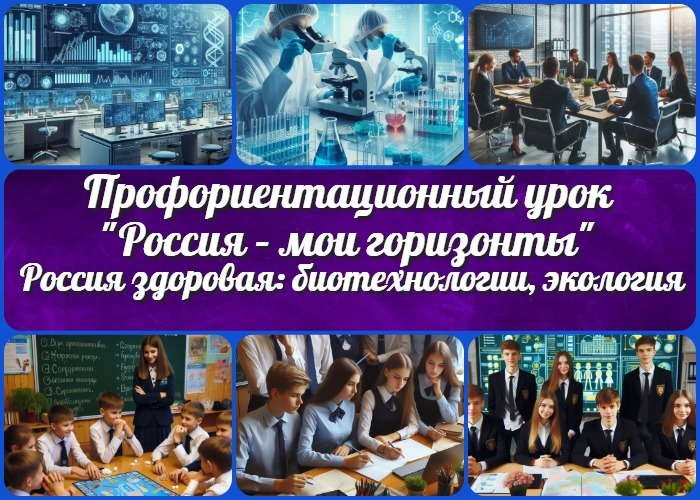 Профориентационный урок
"Россия – мои горизонты"
Россия здоровая: биотехнологии, экология